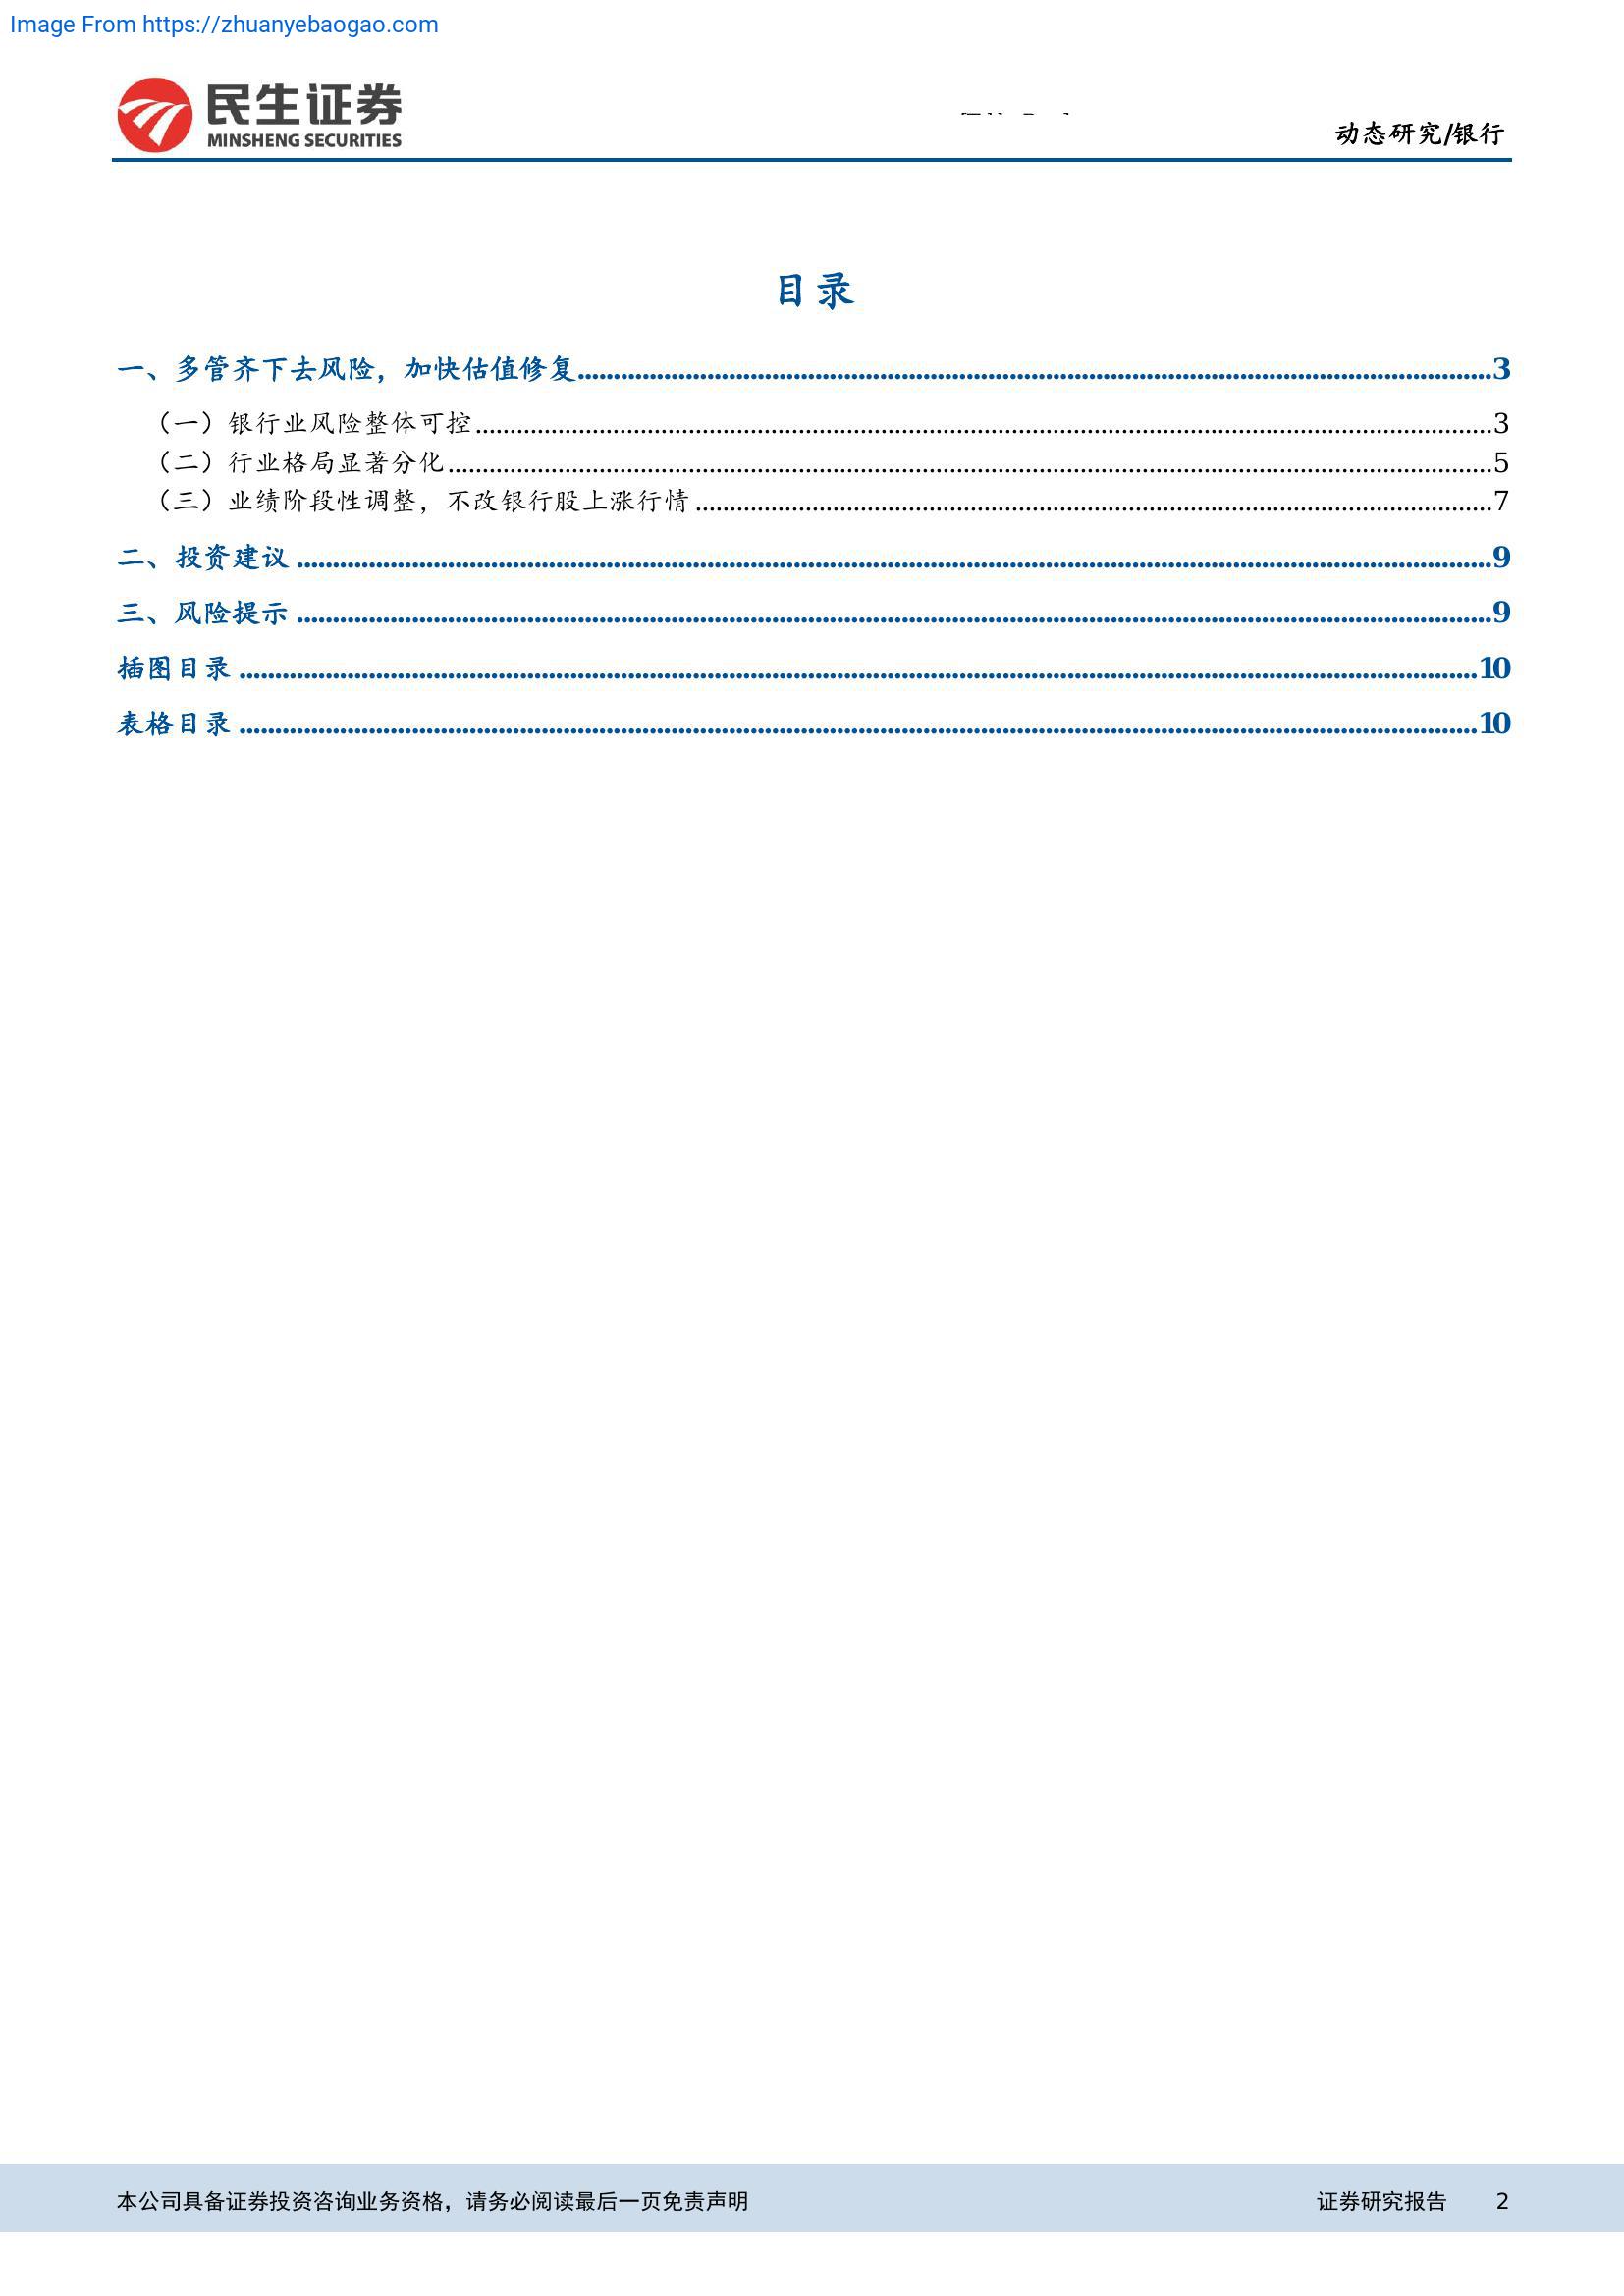 Image From https://zhuanyebaogao.com
民生证券
MINSHENG SECURITIES
动态研究/银行
目录
一、多管齐下去风险，加快估值修复........................................3
（一）银行业风险整体可控........................................3
（二）行业格局显著分化........................................5
（三）业绩阶段性调整，不改银行股上涨行情........................................7
二、投资建议........................................9
三、风险提示........................................9
插图目录........................................10
表格目录........................................10
本公司具备证券投资咨询业务资格，请务必阅读最后一页免责声明 证券研究报告 2